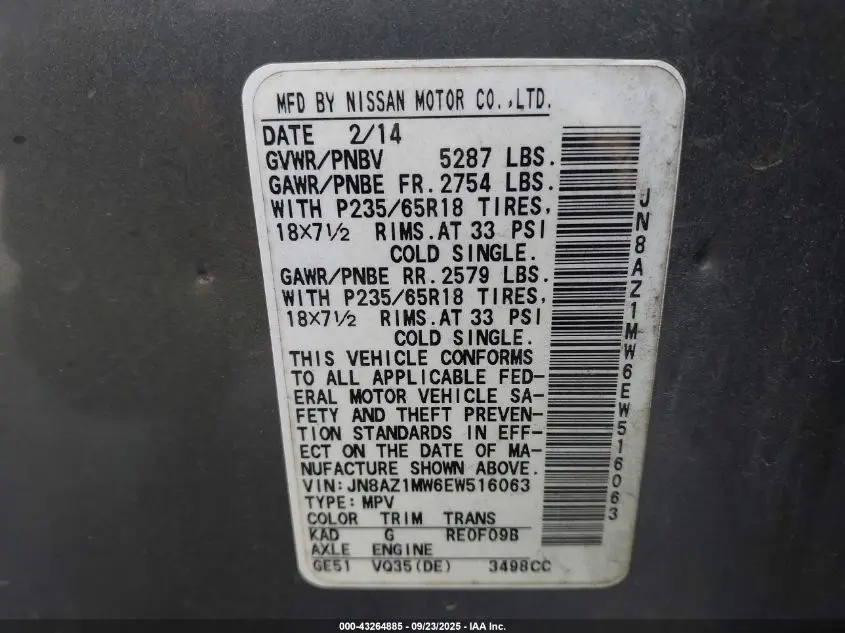 MFD BY NISSAN MOTOR CO.,LTD.
DATE 2/14
GVWR/PNBV 5287 LBS.
GAWR/PNBE FR. 2754 LBS.
WITH P235/65R18 TIRES,
18X7½ RIMS. AT 33 PSI
COLD SINGLE.
GAWR/PNBE RR. 2579 LBS.
WITH P235/65R18 TIRES,
18X7½ RIMS. AT 33 PSI
COLD SINGLE.
THIS VEHICLE CONFORMS
TO ALL APPLICABLE FED-
ERAL MOTOR VEHICLE SA-
FETY AND THEFT PREVEN-
TION STANDARDS IN EFF-
ECT ON THE DATE OF MA-
NUFACTURE SHOWN ABOVE.
VIN:JN8AZ1MW6EW516063
TYPE: MPV
COLOR TRIM TRANS
KAD G RE0F09B
AXLE ENGINE
GE51 VQ35(DE) 3498CC
JN8AZ1MW6EW516063
000-43264885 - 09/23/2025 - IAA Inc.